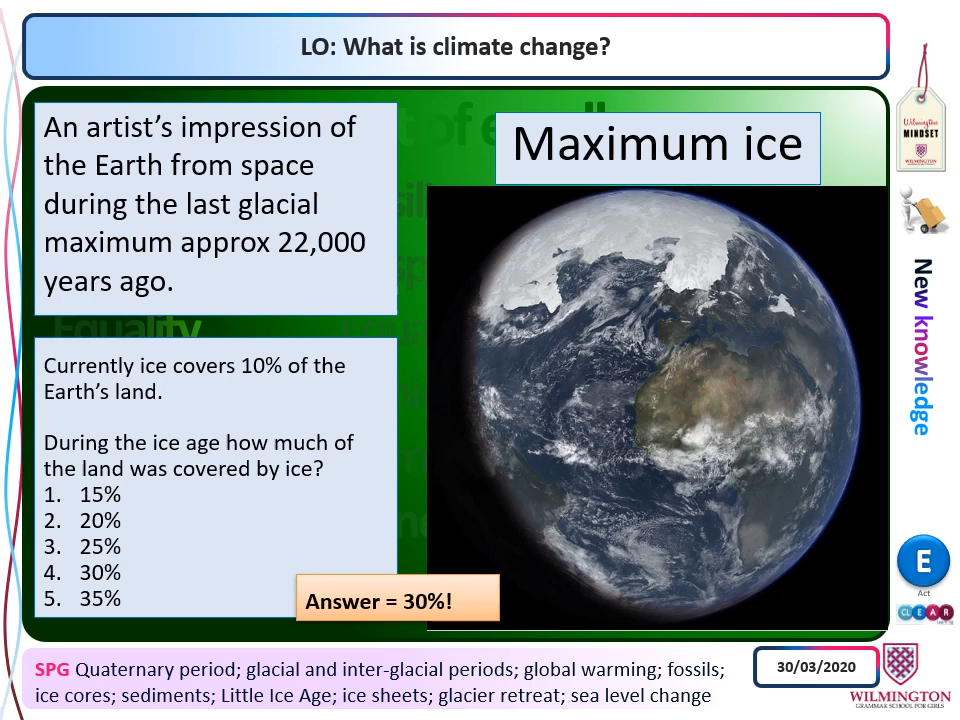 LO: What is climate change?
An artist’s impression of
the Earth from space
during the last glacial
maximum approx 22,000
years ago.
Maximum ice
Equality
Currently ice covers 10% of the
Earth’s land.
During the ice age how much of
the land was covered by ice?
1. 15%
2. 20%
3. 25%
4. 30%
5. 35%
Answer = 30%!
SPG Quaternary period; glacial and inter-glacial periods; global warming; fossils;
ice cores; sediments; Little Ice Age; ice sheets; glacier retreat; sea level change
30/03/2020
MINDSET
WILMINGTON
New knowledge
E
Act
CLEAR
WILMINGTON
GRAMMAR SCHOOL FOR GIRLS